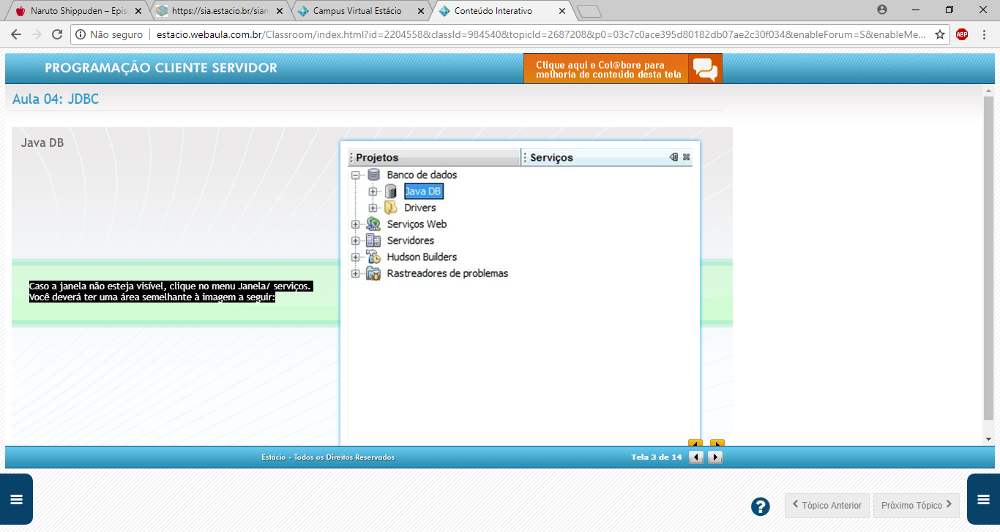 Naruto Shippuden – Epis
https://sia.estacio.br/sian
Campus Virtual Estácio
Conteúdo Interativo
Não seguro
estacio.webaula.com.br/Classroom/index.html?id=2204558&classId=984540&topicId=2687208&p0=03c7c0ace395d80182db07ae2c30f034&enableForum=S&enableMe...
ABP
PROGRAMAÇÃO CLIENTE SERVIDOR
Clique aqui e Col@bore para
melhoria de conteúdo desta tela
Aula 04: JDBC
Java DB
Projetos
Serviços
Banco de dados
Java DB
Drivers
Serviços Web
Servidores
Hudson Builders
Rastreadores de problemas
Caso a janela não esteja visível, clique no menu Janela/ serviços.
Você deverá ter uma área semelhante à imagem a seguir:
Estácio - Todos os Direitos Reservados
Tela 3 de 14
?
Tópico Anterior
Próximo Tópico